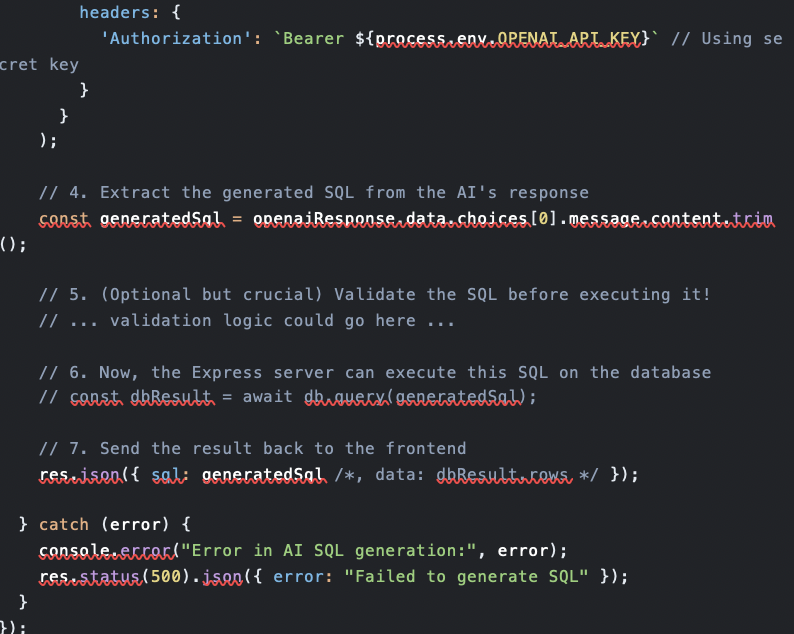 headers: {
'Authorization': `Bearer ${process.env.OPENAI_API_KEY}` // Using se
cret key
}
}
);
// 4. Extract the generated SQL from the AI's response
const generatedSql = openaiResponse.data.choices[0].message.content.trim
();
// 5. (Optional but crucial) Validate the SQL before executing it!
// ... validation logic could go here ...
// 6. Now, the Express server can execute this SQL on the database
// const dbResult = await db.query(generatedSql);
// 7. Send the result back to the frontend
res.json({ sql: generatedSql /*, data: dbResult.rows */ });
} catch (error) {
console.error("Error in AI SQL generation:", error);
res.status(500).json({ error: "Failed to generate SQL" });
}
});